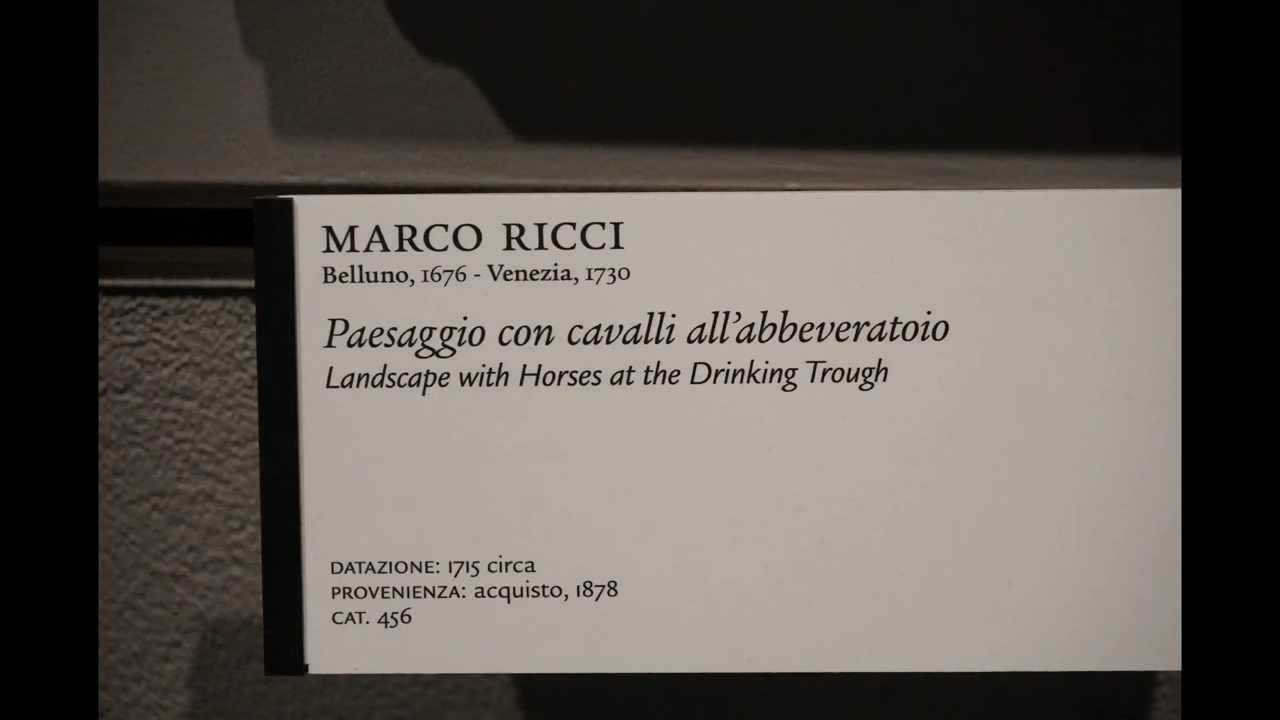 MARCO RICCI
Belluno, 1676 - Venezia, 1730
Paesaggio con cavalli all’abbeveratoio
Landscape with Horses at the Drinking Trough
DATAZIONE: 1715 circa
PROVENIENZA: acquisto, 1878
CAT. 456